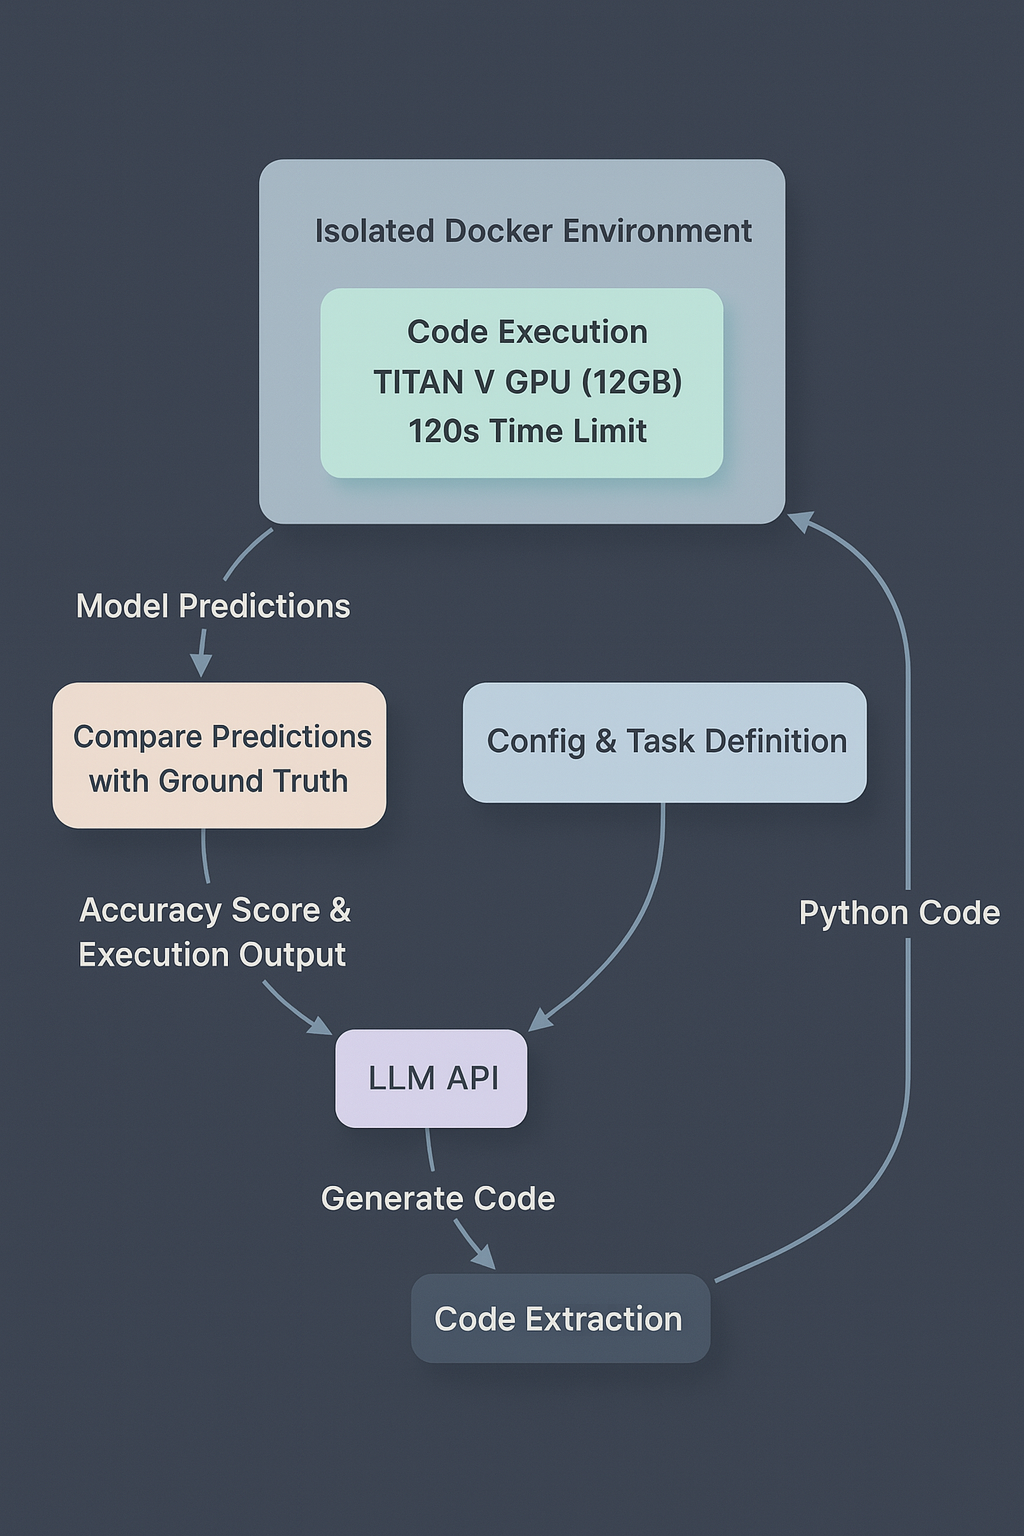 Isolated Docker Environment
Code Execution
TITAN V GPU (12GB)
120s Time Limit
Model Predictions
Compare Predictions
with Ground Truth
Config & Task Definition
Accuracy Score &
Execution Output
Python Code
LLM API
Generate Code
Code Extraction